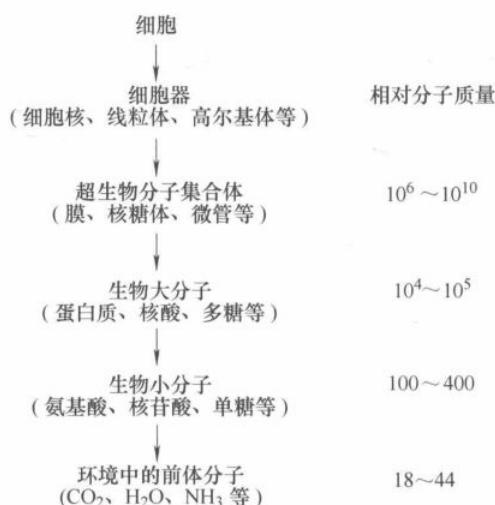 细胞
细胞器 相对分子质量
(细胞核、线粒体、高尔基体等)
超生物分子集合体 10⁶～10¹⁰
(膜、核糖体、微管等)
生物大分子 10⁴～10⁵
(蛋白质、核酸、多糖等)
生物小分子 100～400
(氨基酸、核苷酸、单糖等)
环境中的前体分子 18～44
(CO₂、H₂O、NH₃ 等)